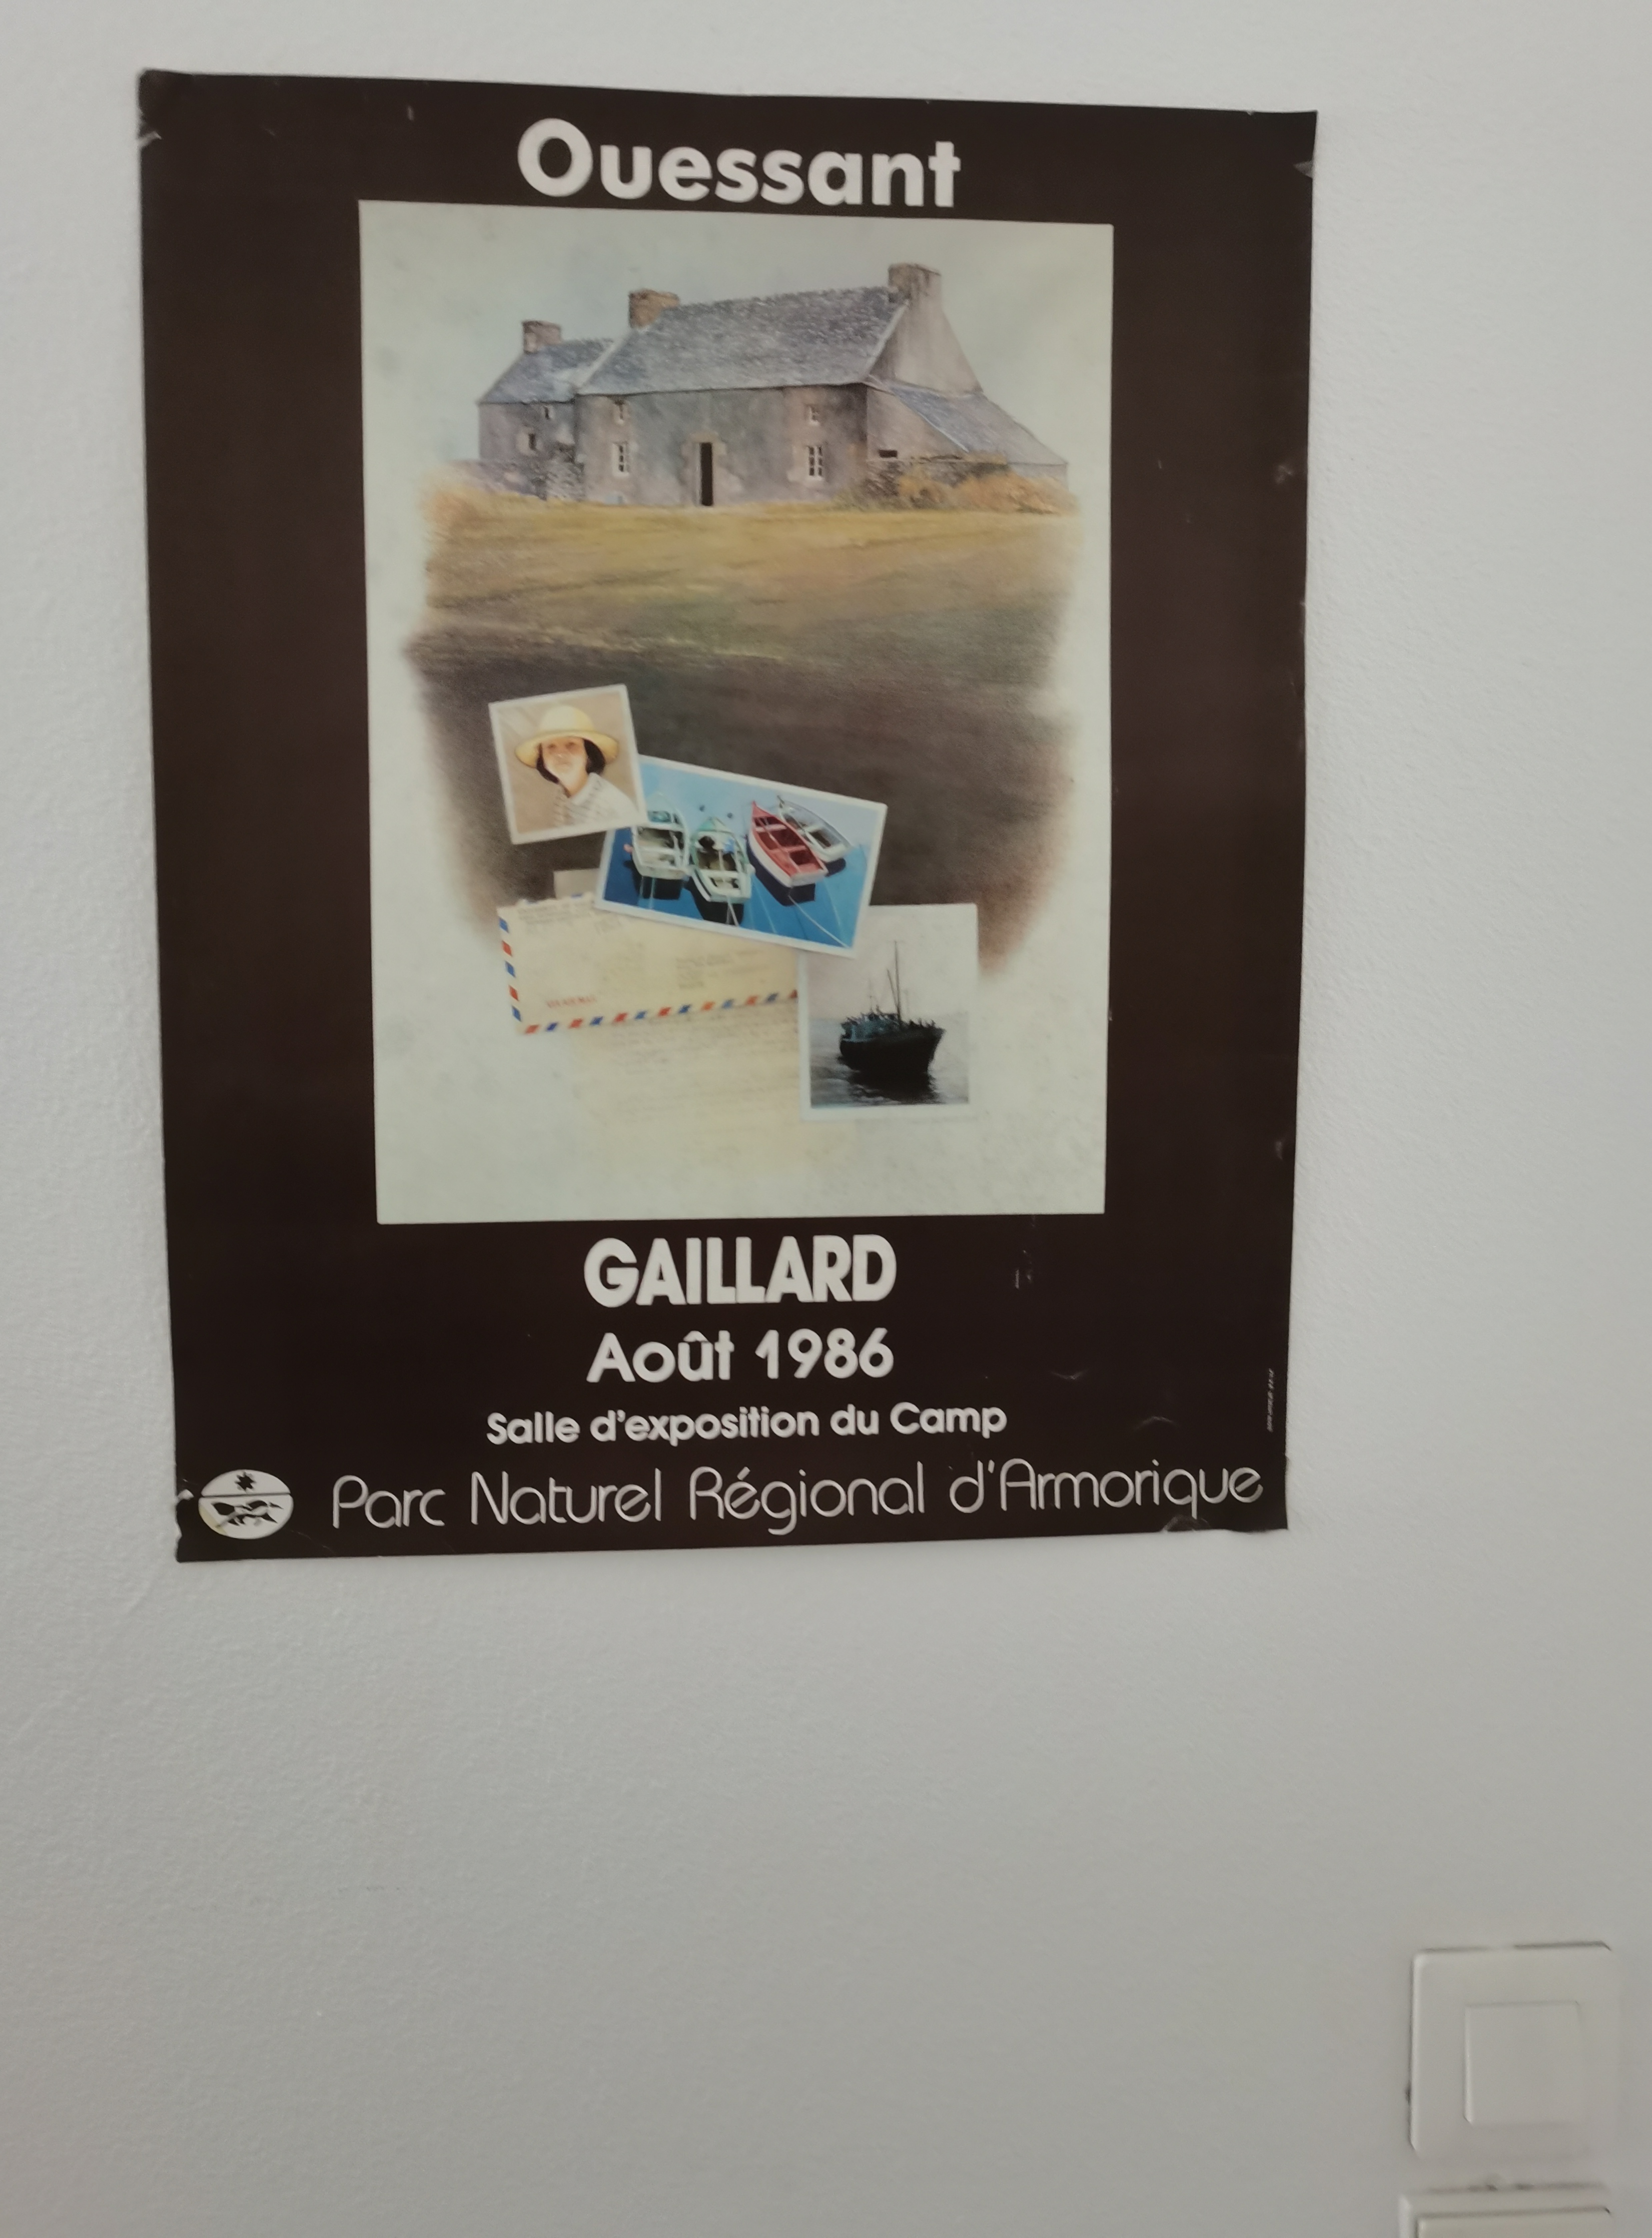 Ouessant
GAILLARD
Août 1986
Salle d'exposition du Camp
Parc Naturel Régional d'Armorique